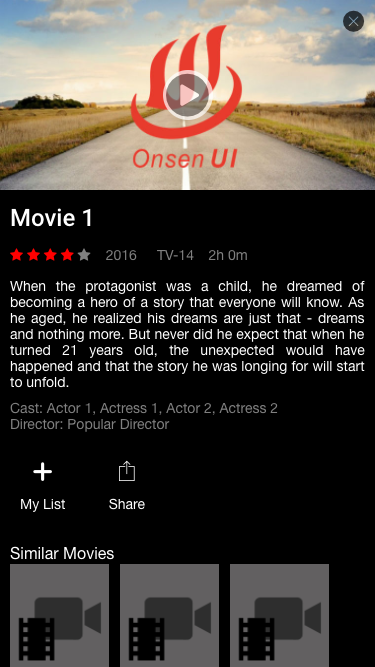 Onsen UI
Movie 1
2016 TV-14 2h 0m
When the protagonist was a child, he dreamed of
becoming a hero of a story that everyone will know. As
he aged, he realized his dreams are just that - dreams
and nothing more. But never did he expect that when he
turned 21 years old, the unexpected would have
happened and that the story he was longing for will start
to unfold.
Cast: Actor 1, Actress 1, Actor 2, Actress 2
Director: Popular Director
My List Share
Similar Movies